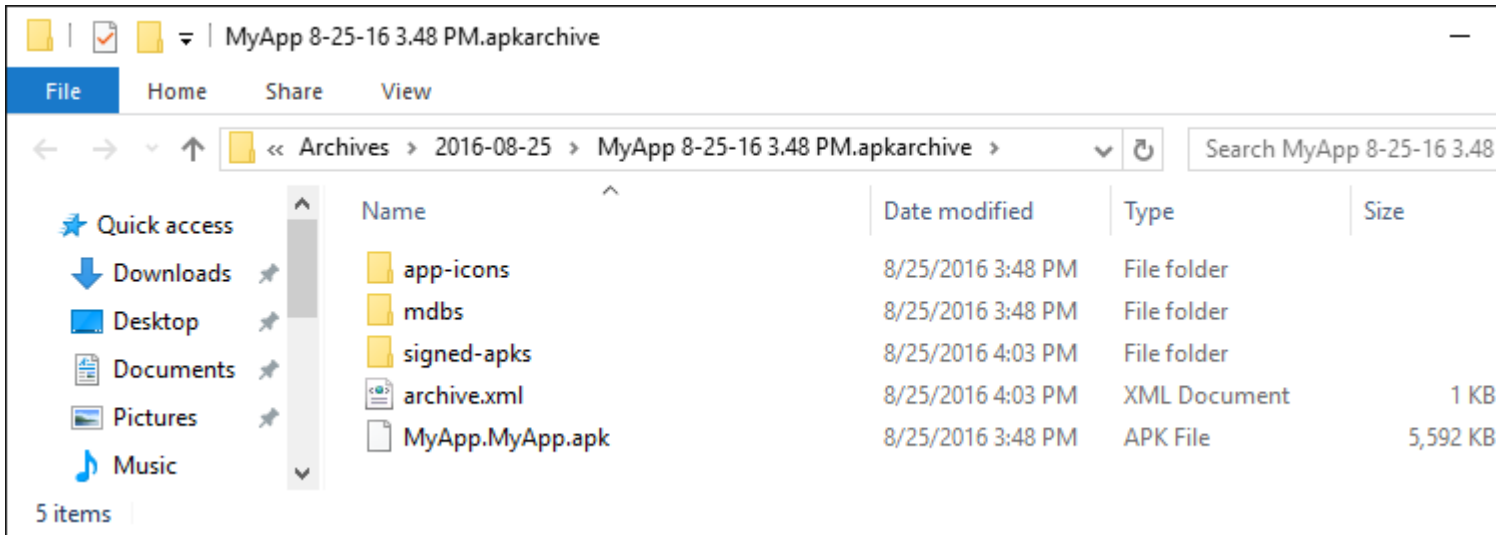 MyApp 8-25-16 3.48 PM.apkarchive
File Home Share View
« Archives › 2016-08-25 › MyApp 8-25-16 3.48 PM.apkarchive › Search MyApp 8-25-16 3.48
Quick access
Downloads
Desktop
Documents
Pictures
Music
Name Date modified Type Size
app-icons 8/25/2016 3:48 PM File folder
mdbs 8/25/2016 3:48 PM File folder
signed-apks 8/25/2016 4:03 PM File folder
archive.xml 8/25/2016 4:03 PM XML Document 1 KB
MyApp.MyApp.apk 8/25/2016 3:48 PM APK File 5,592 KB
5 items